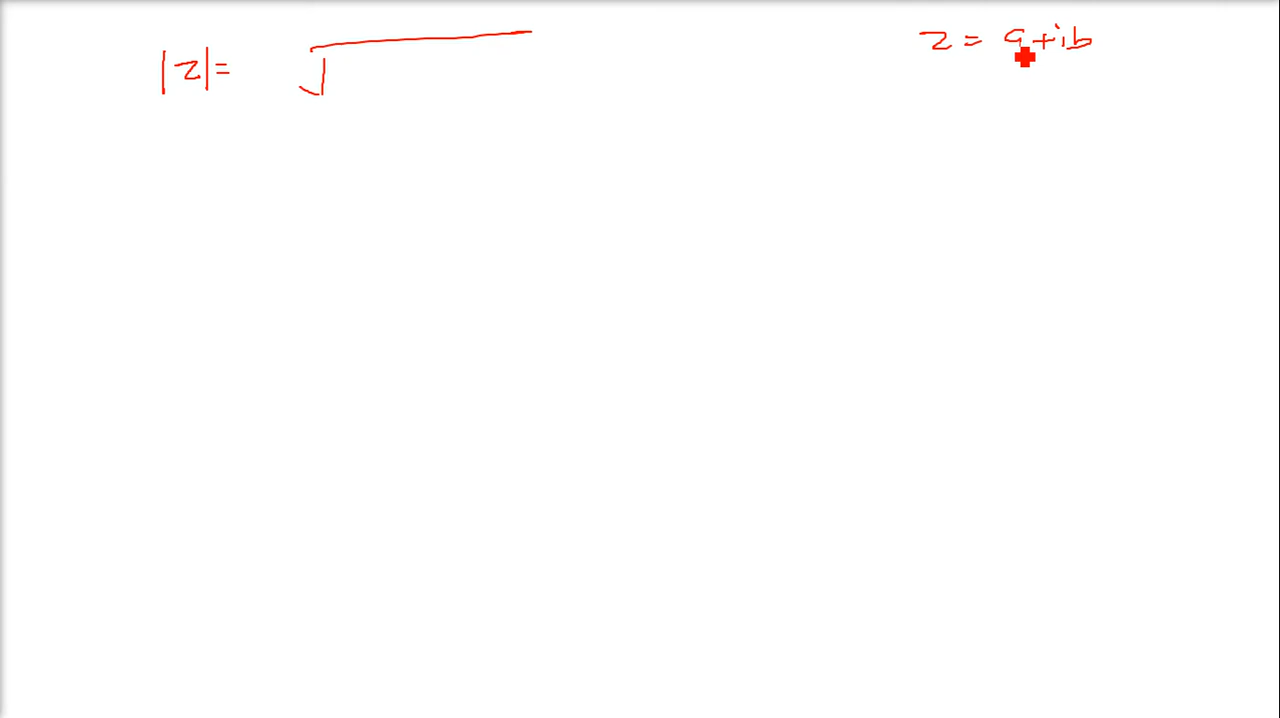 |z| = √
z = a+ib